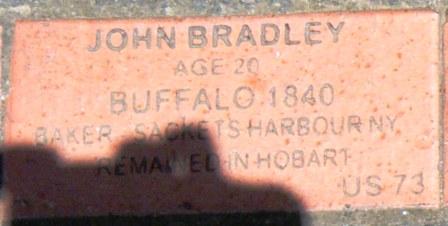 JOHN BRADLEY
AGE 20
BUFFALO 1840
BAKER SACKETS HARBOUR NY
REMAINED IN HOBART
US 73